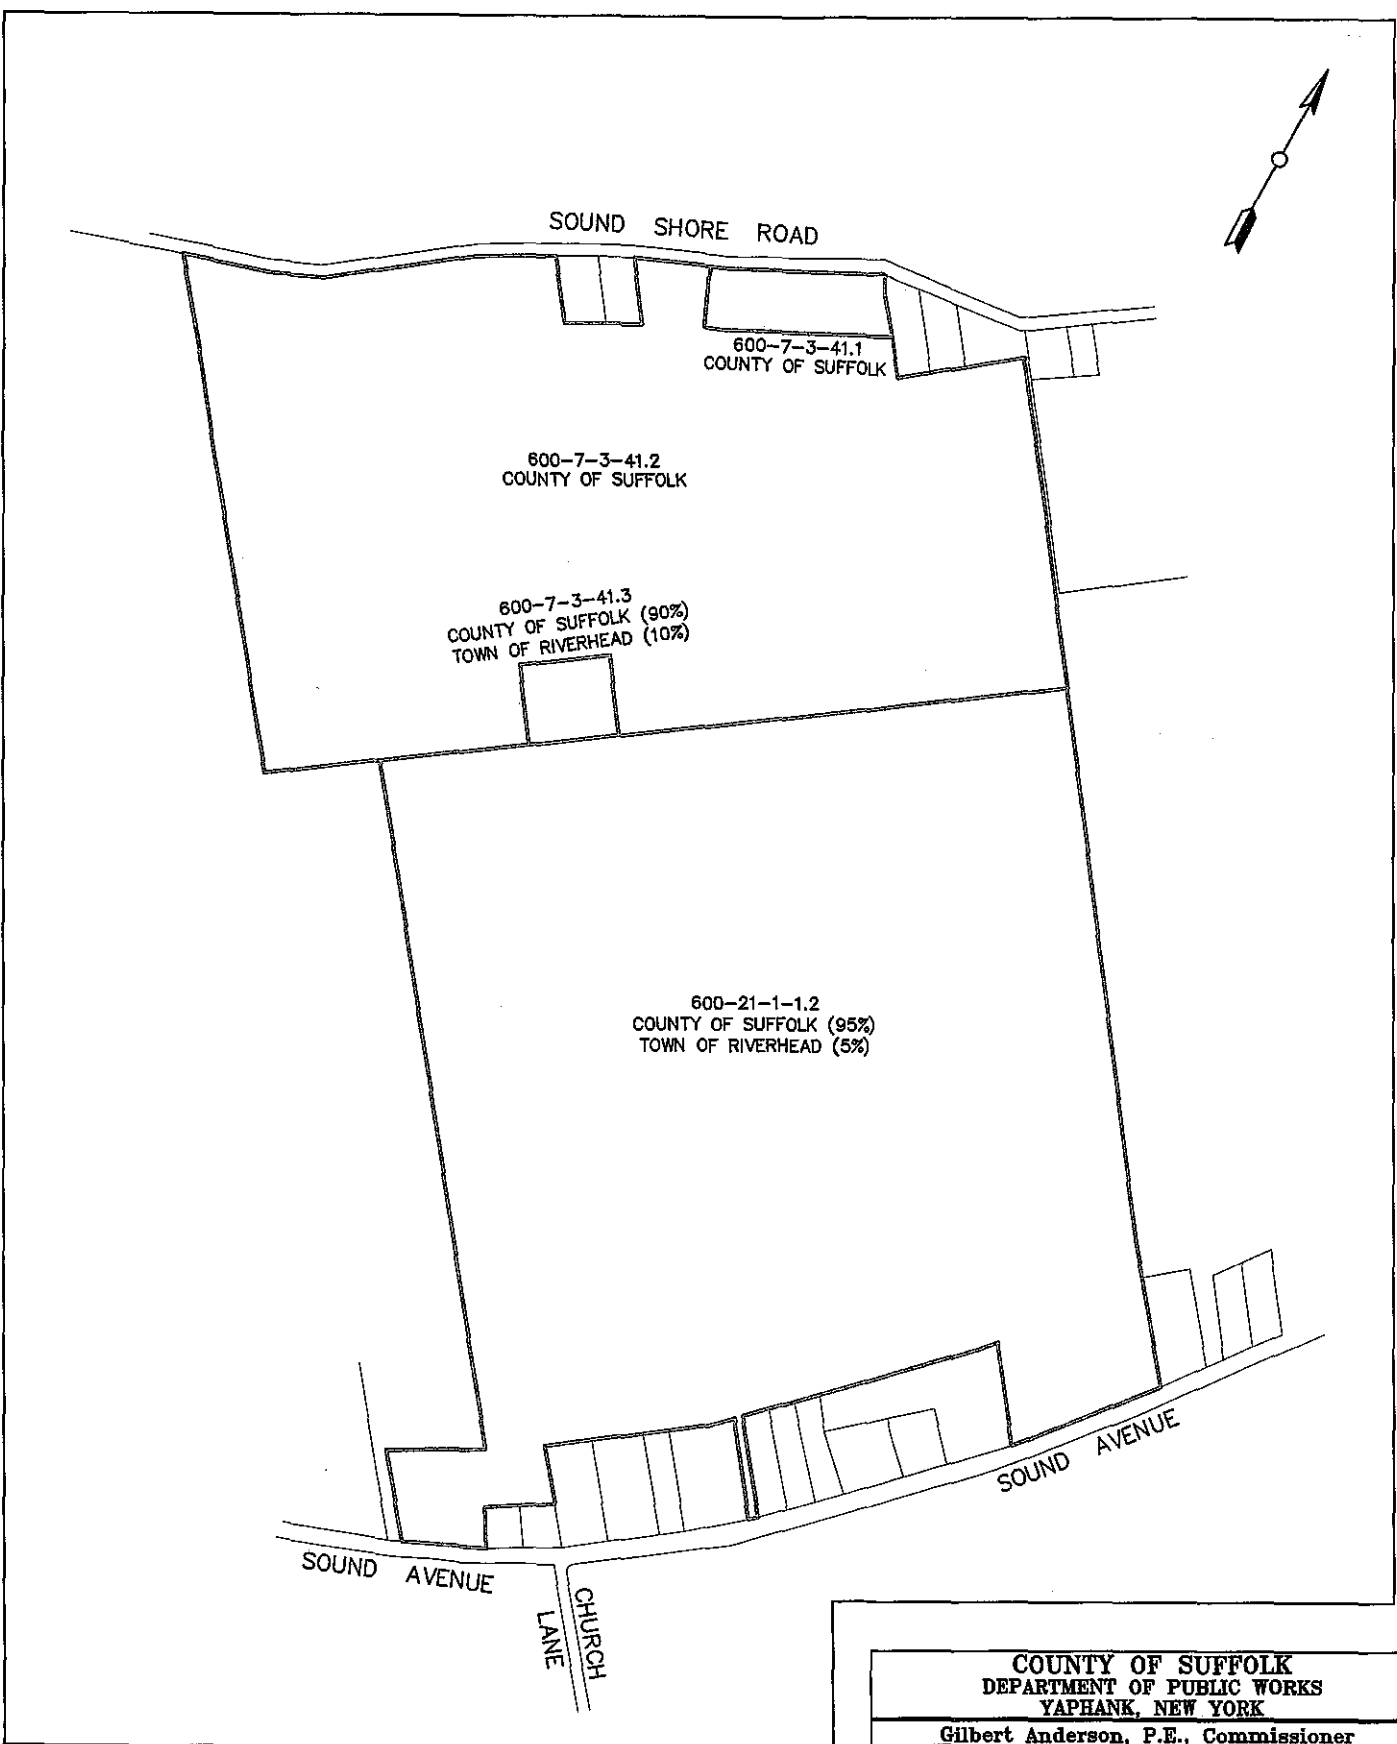 SOUND SHORE ROAD
600-7-3-41.1
COUNTY OF SUFFOLK
600-7-3-41.2
COUNTY OF SUFFOLK
600-7-3-41.3
COUNTY OF SUFFOLK (90%)
TOWN OF RIVERHEAD (10%)
600-21-1-1.2
COUNTY OF SUFFOLK (95%)
TOWN OF RIVERHEAD (5%)
SOUND AVENUE
SOUND AVENUE
CHURCH
LANE
COUNTY OF SUFFOLK
DEPARTMENT OF PUBLIC WORKS
YAPHANK, NEW YORK
Gilbert Anderson, P.E., Commissioner